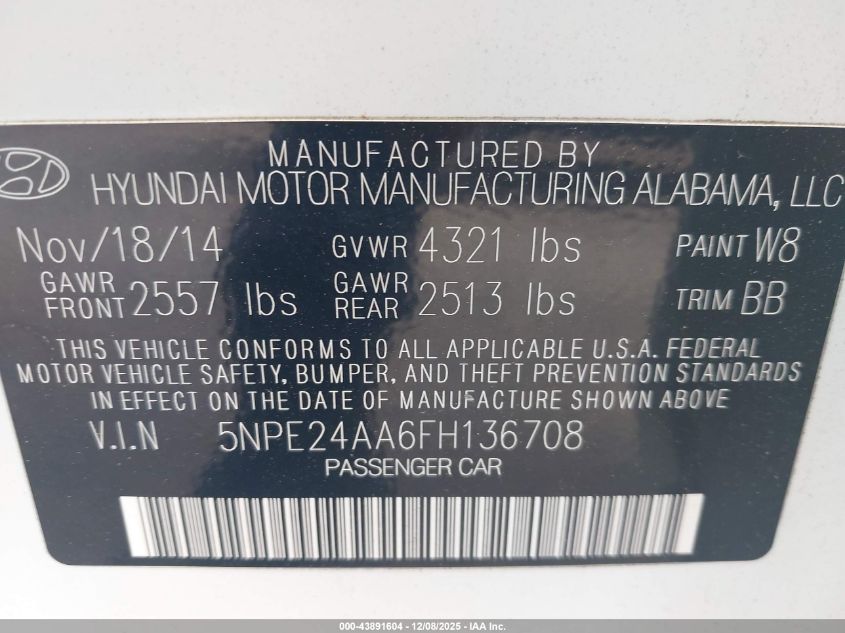 MANUFACTURED BY
HYUNDAI MOTOR MANUFACTURING ALABAMA, LLC
Nov/18/14 GVWR 4321 lbs PAINT W8
GAWR FRONT 2557 lbs GAWR REAR 2513 lbs TRIM BB
THIS VEHICLE CONFORMS TO ALL APPLICABLE U.S.A. FEDERAL
MOTOR VEHICLE SAFETY, BUMPER, AND THEFT PREVENTION STANDARDS
IN EFFECT ON THE DATE OF MANUFACTURE SHOWN ABOVE
V.I.N 5NPE24AA6FH136708
PASSENGER CAR
000-43891604 | 12/08/2025 - IAA Inc.